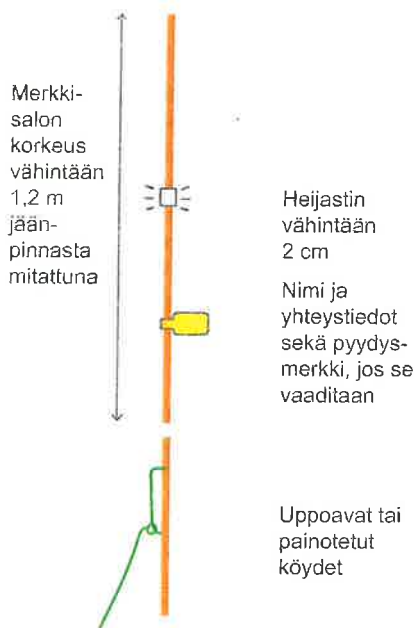 Merkki-
salon
korkeus
vähintään
1,2 m
jään-
pinnasta
mitattuna
Heijastin
vähintään
2 cm
Nimi ja
yhteystiedot
sekä pyydys-
merkki, jos se
vaaditaan
Uppoavat tai
painotetut
köydet